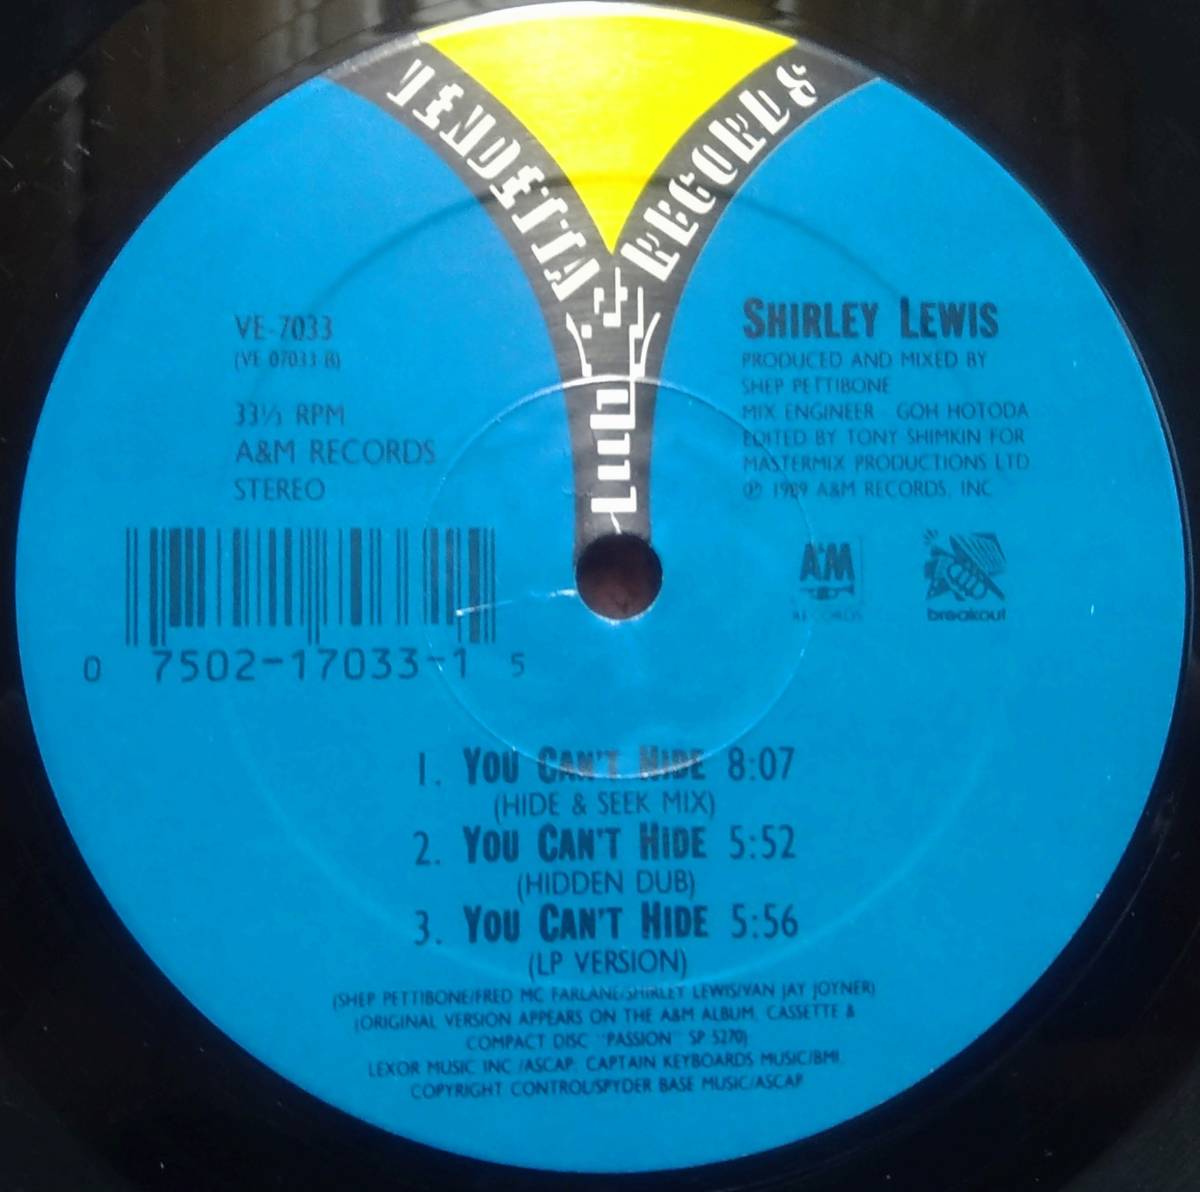 VENDETTA RECORDS
VE-7033
(VE 07033 B)
33⅓ RPM
A&M RECORDS
STEREO
SHIRLEY LEWIS
PRODUCED AND MIXED BY
SHEP PETTIBONE
MIX ENGINEER GOH HOTODA
EDITED BY TONY SHIMKIN FOR
MASTERMIX PRODUCTIONS LTD
℗ 1989 A&M RECORDS, INC
A&M
RECORDS
breakout
0 7502-17033-1 5
1. YOU CAN'T HIDE 8:07
(HIDE & SEEK MIX)
2. YOU CAN'T HIDE 5:52
(HIDDEN DUB)
3. YOU CAN'T HIDE 5:56
(LP VERSION)
(SHEP PETTIBONE/FRED MC FARLANE/SHIRLEY LEWIS/VAN JAY JOYNER)
(ORIGINAL VERSION APPEARS ON THE A&M ALBUM, CASSETTE &
COMPACT DISC "PASSION" SP 5270)
LEXOR MUSIC INC./ASCAP, CAPTAIN KEYBOARDS MUSIC/BMI,
COPYRIGHT CONTROL/SPYDER BASE MUSIC/ASCAP